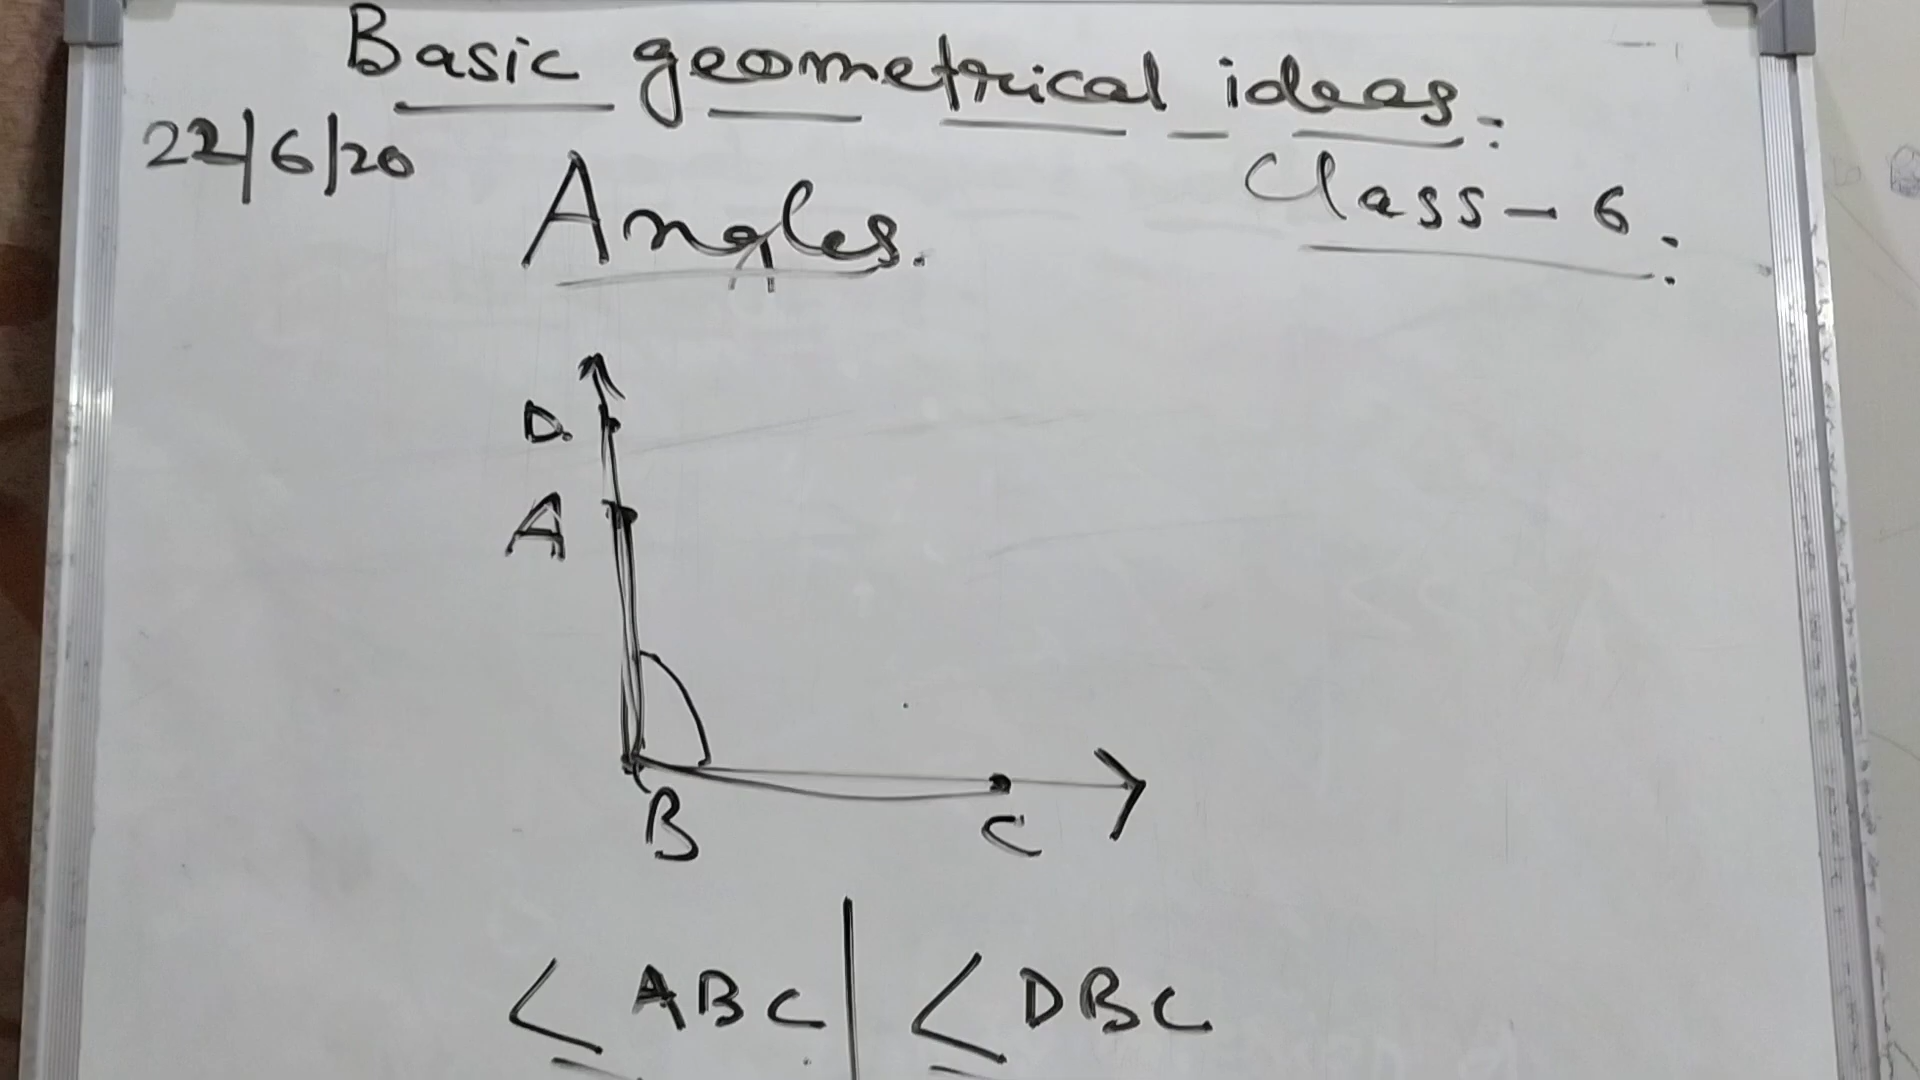 Basic geometrical ideas:
22/6/20
Class - 6:
Angles.
D.
A
B
C
∠ABC | ∠DBC